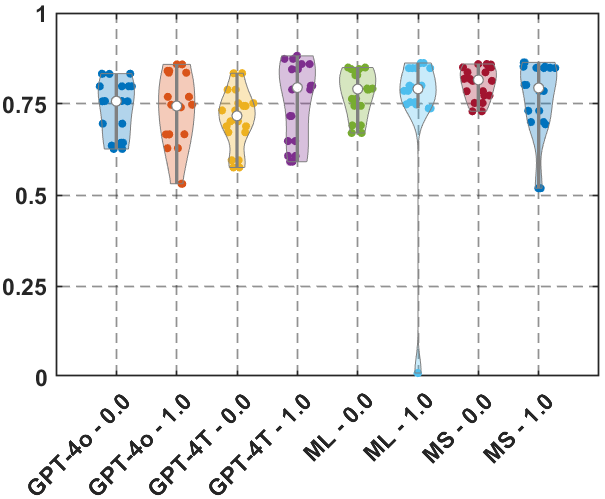 1
0.75
0.5
0.25
0
GPT-4o - 0.0
GPT-4o - 1.0
GPT-4T - 0.0
GPT-4T - 1.0
ML - 0.0
ML - 1.0
MS - 0.0
MS - 1.0